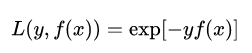 L(y, f(x)) = exp[−yf(x)]